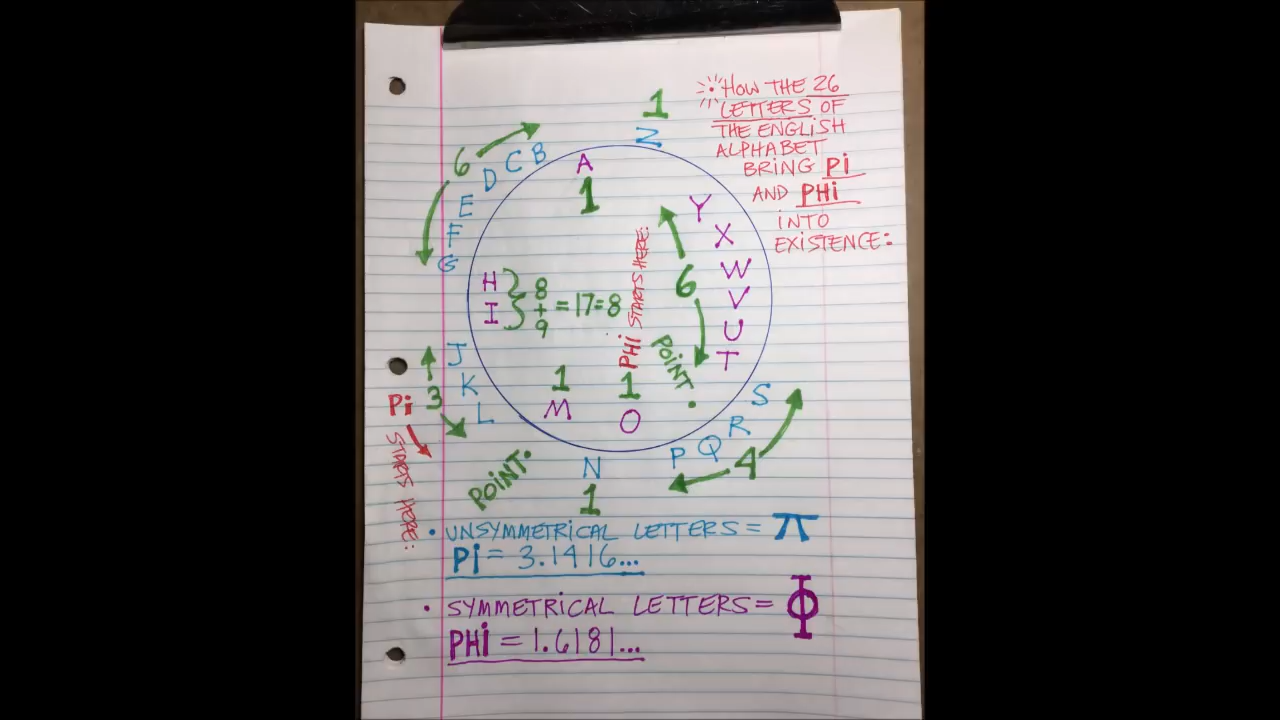 How THE 26
LETTERS OF
THE ENGLISH
ALPHABET
BRING Pi
AND PHi
INTO
EXISTENCE:
1
Z
6
B
C
D
E
F
G
A
1
Y
X
W
V
U
T
6
H
I
8
+
9
=17=8
PHi STARTS HERE:
POiNT.
J
K
L
3
Pi
STARTS HERE:
1
M
1
O
S
R
Q
P
4
N
1
POiNT.
• UNSYMMETRiCAL LETTERS = π
Pi = 3.1416...
• SYMMETRiCAL LETTERS = Φ
PHi = 1.6181...